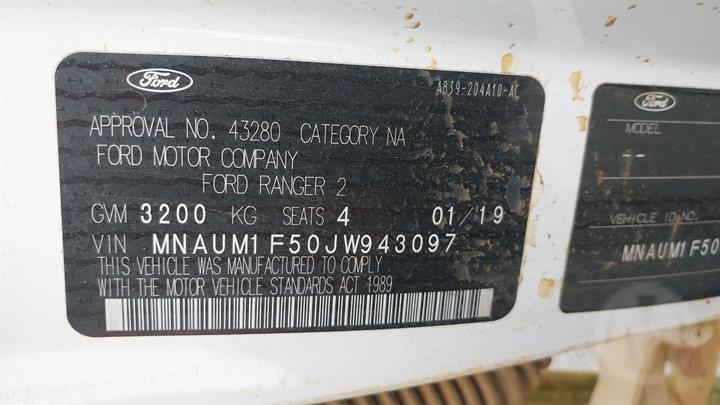 Ford
AB39-204A10-A
APPROVAL NO. 43280 CATEGORY NA
FORD MOTOR COMPANY
FORD RANGER 2
GVM 3200 KG SEATS 4 01/19
VIN MNAUM1F50JW943097
THIS VEHICLE WAS MANUFACTURED TO COMPLY
WITH THE MOTOR VEHICLE STANDARDS ACT 1989
Ford
MODEL
VEHICLE ID NO.
MNAUM1F50